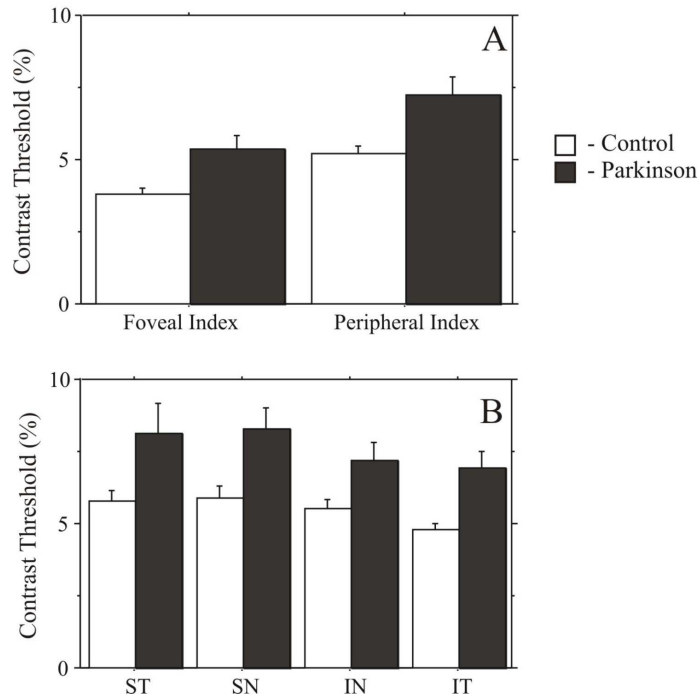 10
A
Contrast Threshold (%)
- Control
5
- Parkinson
0
Foveal Index
Peripheral Index
10
B
Contrast Threshold (%)
5
0
ST
SN
IN
IT